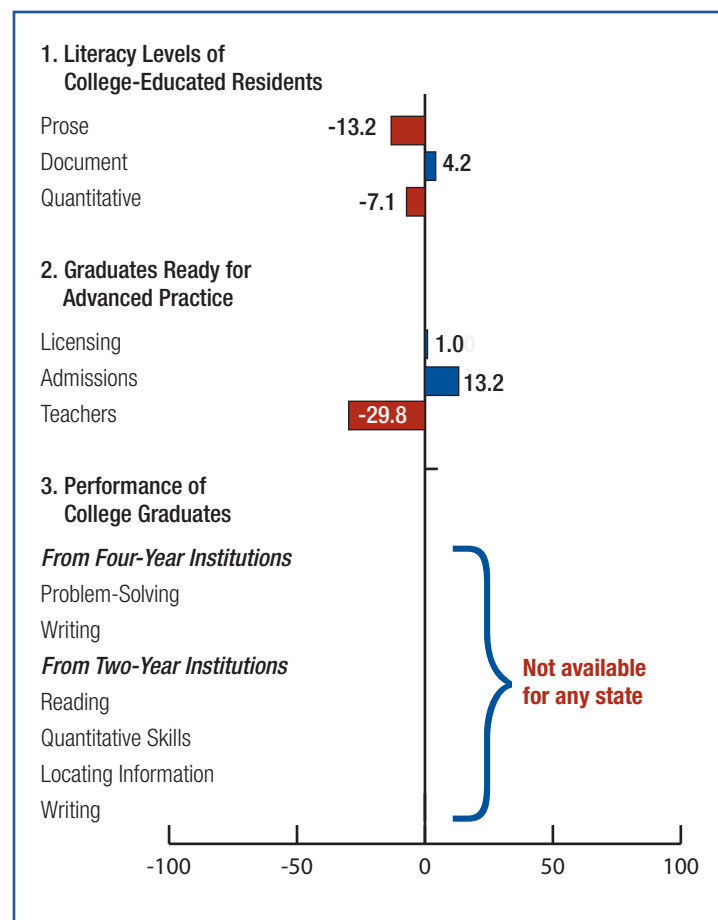 1. Literacy Levels of
College-Educated Residents
Prose -13.2
Document 4.2
Quantitative -7.1
2. Graduates Ready for
Advanced Practice
Licensing 1.00
Admissions 13.2
Teachers -29.8
3. Performance of
College Graduates
From Four-Year Institutions
Problem-Solving
Writing
From Two-Year Institutions
Reading
Quantitative Skills
Locating Information
Writing
Not available
for any state
-100 -50 0 50 100